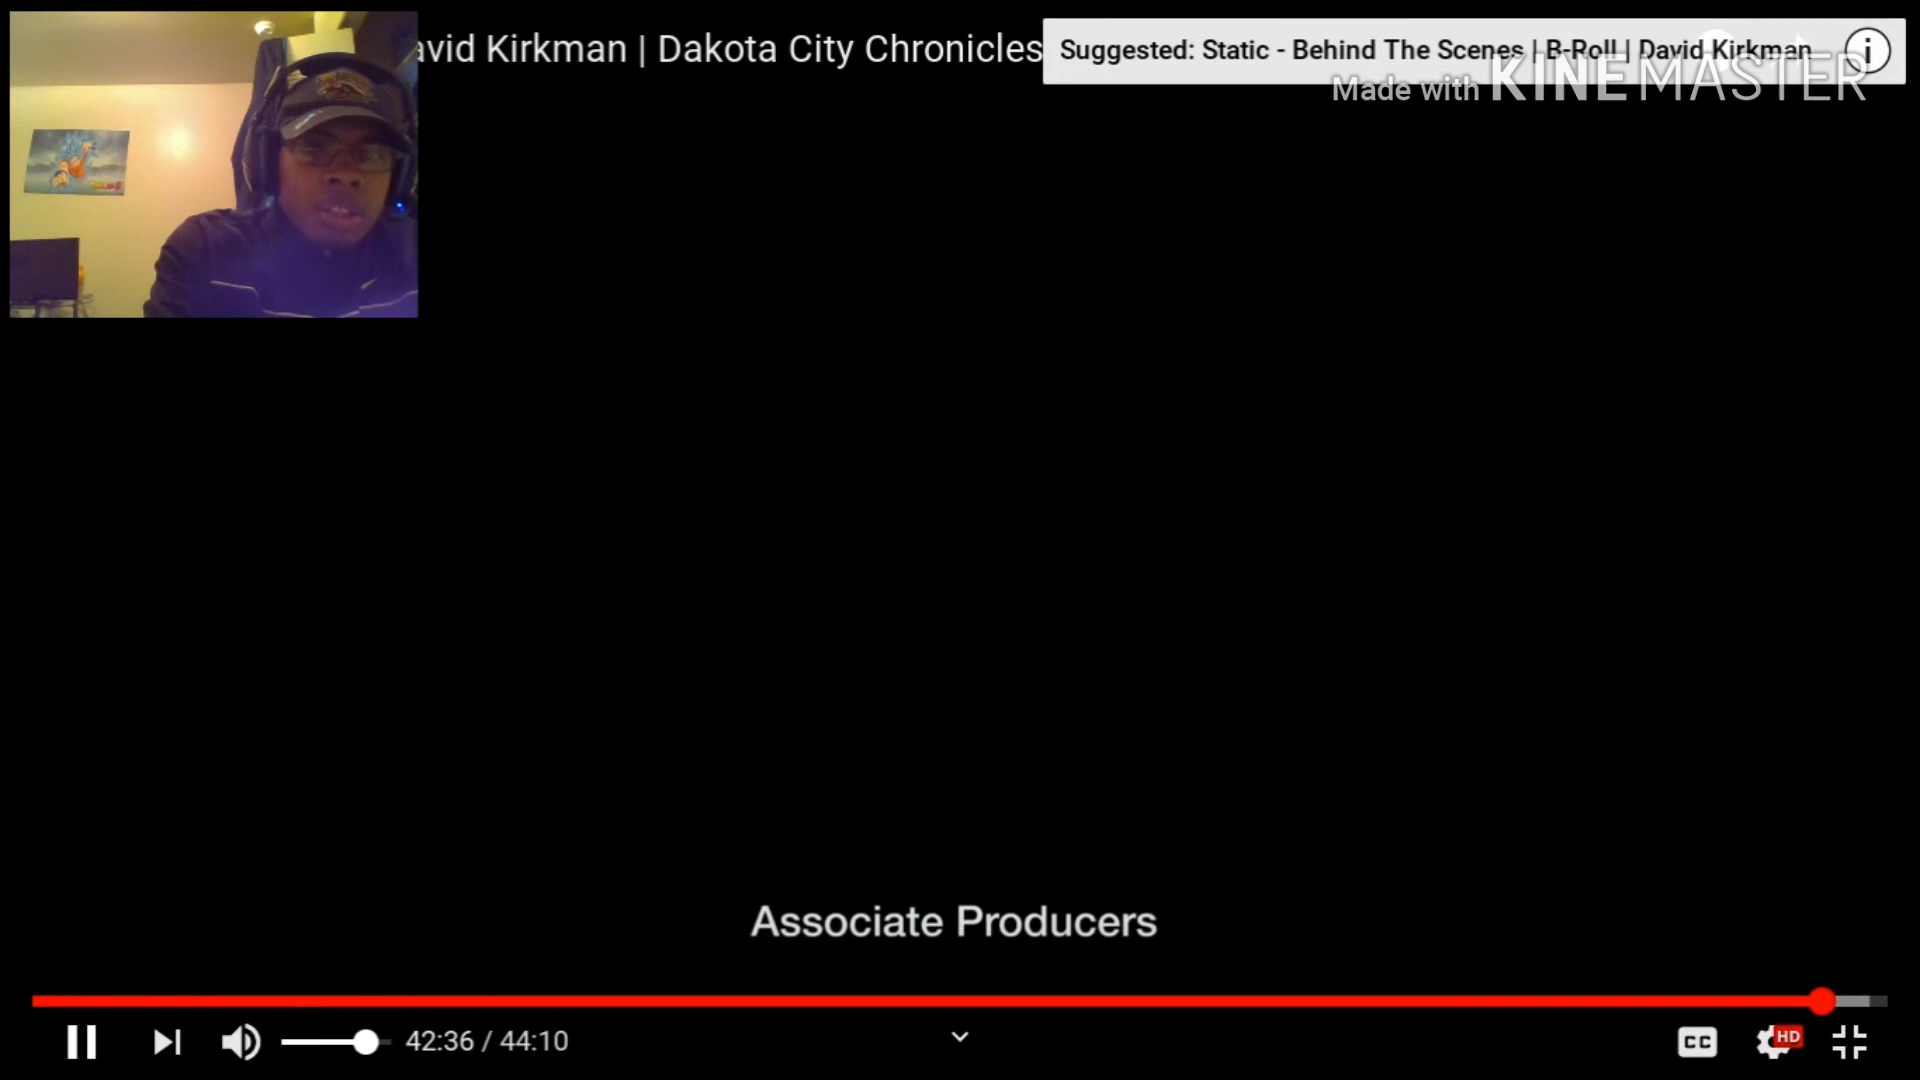 avid Kirkman | Dakota City Chronicles
Suggested: Static - Behind The Scenes | B-Roll | David Kirkman
Made with KINEMASTER
Associate Producers
42:36 / 44:10
CC
HD